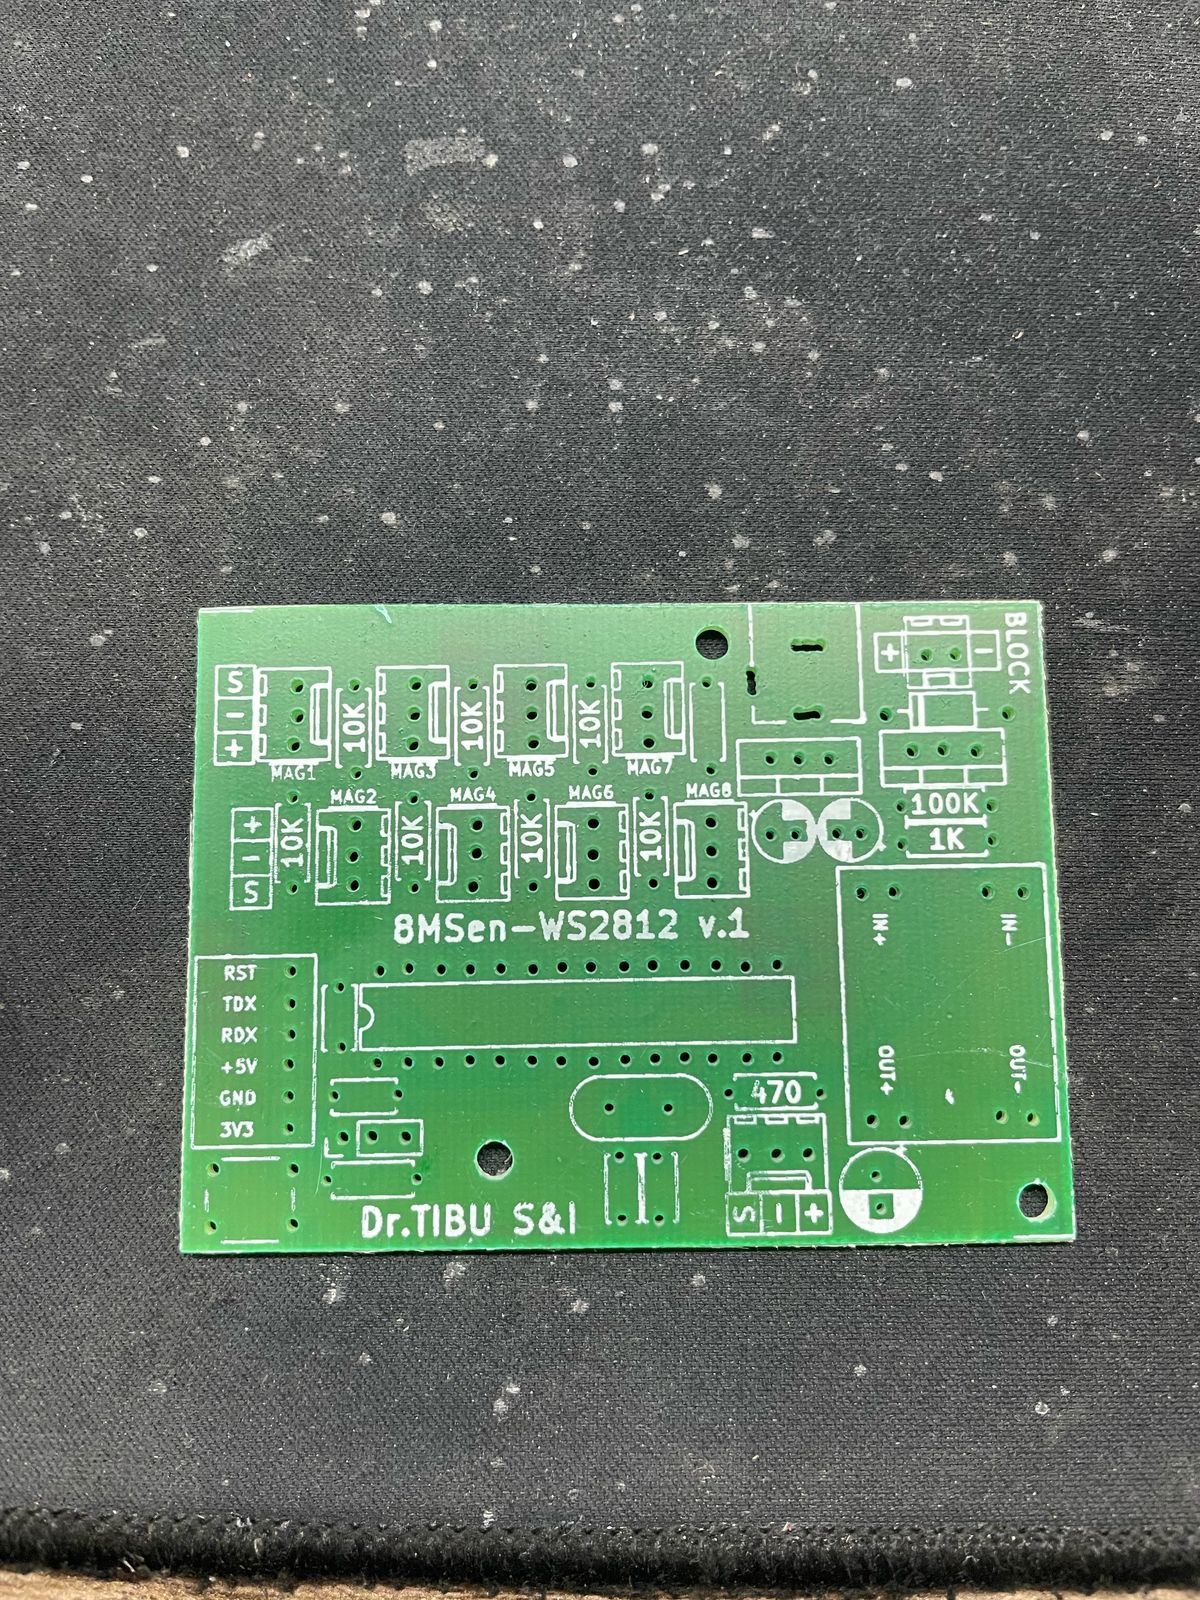 BLOCK
+ -
S
-
+
10K
10K
10K
MAG1
MAG3
MAG5
MAG7
MAG2
MAG4
MAG6
MAG8
+
-
S
10K
10K
10K
10K
100K
1K
8MSen-WS2812 v.1
IN+
IN-
RST
TDX
RDX
+5V
GND
3V3
OUT+
OUT-
470
S - +
Dr.TIBU S&I